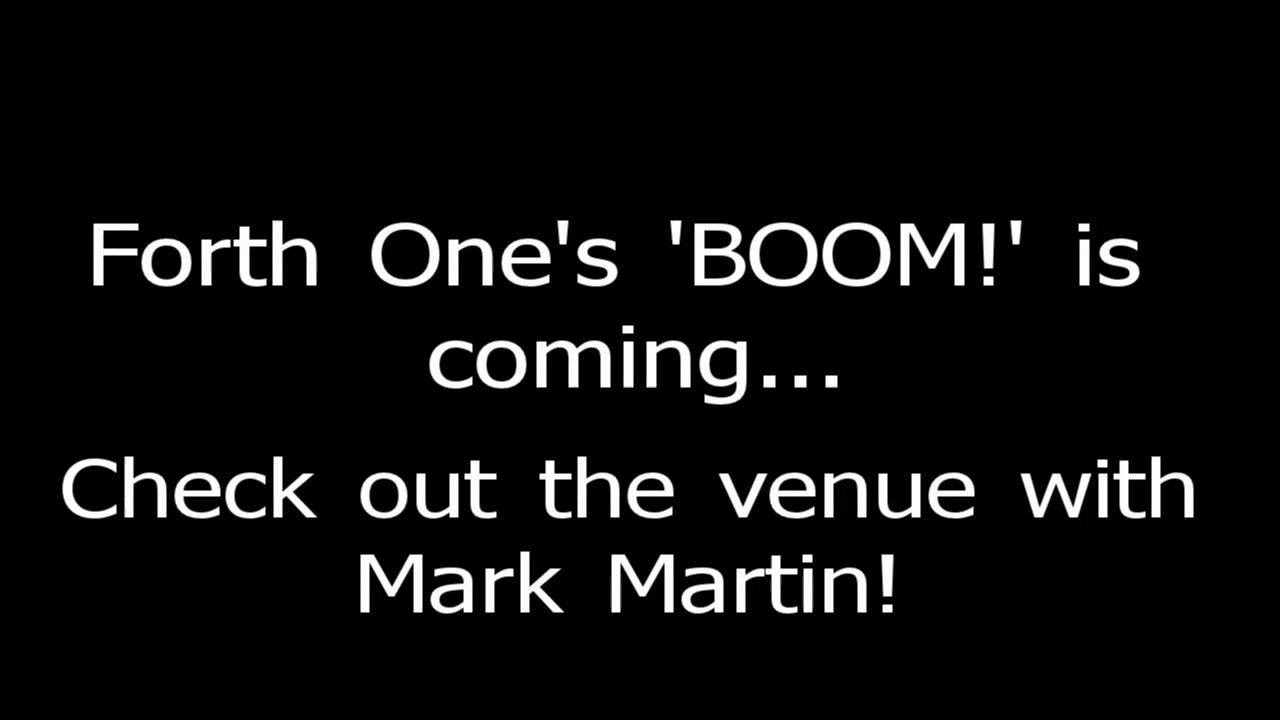 Forth One's 'BOOM!' is
coming...
Check out the venue with
Mark Martin!